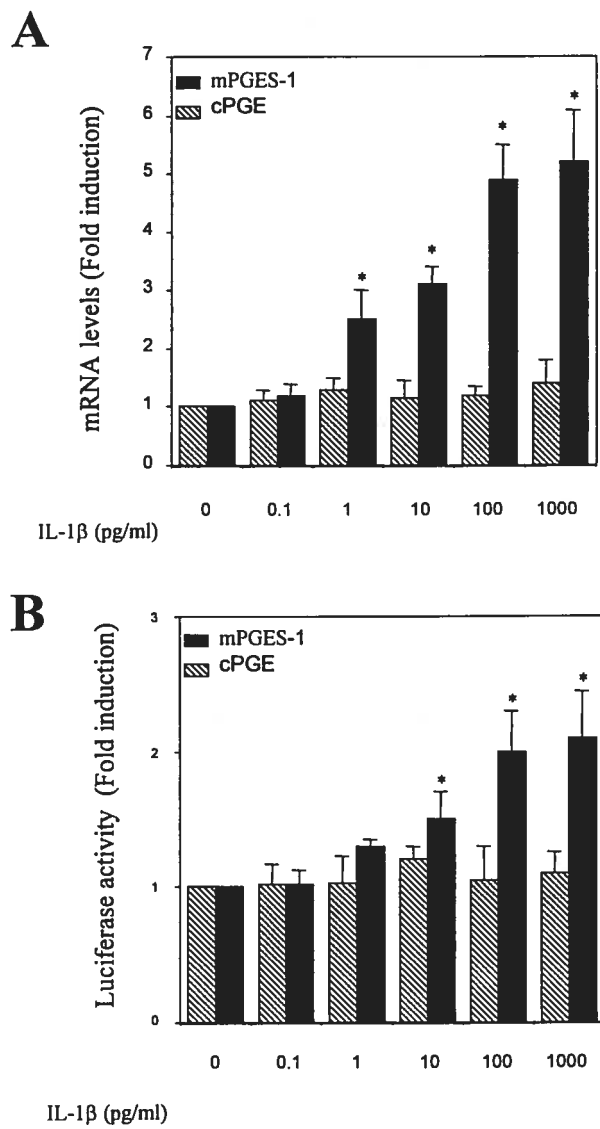 A
7
6
5
4
3
2
1
0
mRNA levels (Fold induction)
mPGES-1
cPGE
*
*
*
*
0 0.1 1 10 100 1000
IL-1β (pg/ml)
B
3
2
1
0
Luciferase activity (Fold induction)
mPGES-1
cPGE
*
*
*
0 0.1 1 10 100 1000
IL-1β (pg/ml)